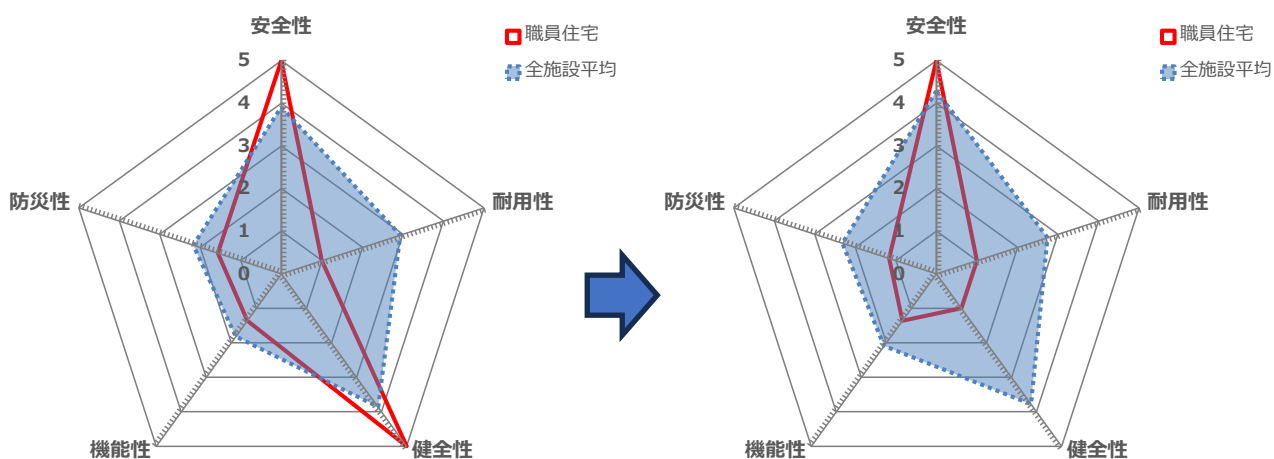 安全性
職員住宅
全施設平均
5
4
3
2
1
0
防災性
耐用性
機能性
健全性
安全性
職員住宅
全施設平均
5
4
3
2
1
0
防災性
耐用性
機能性
健全性